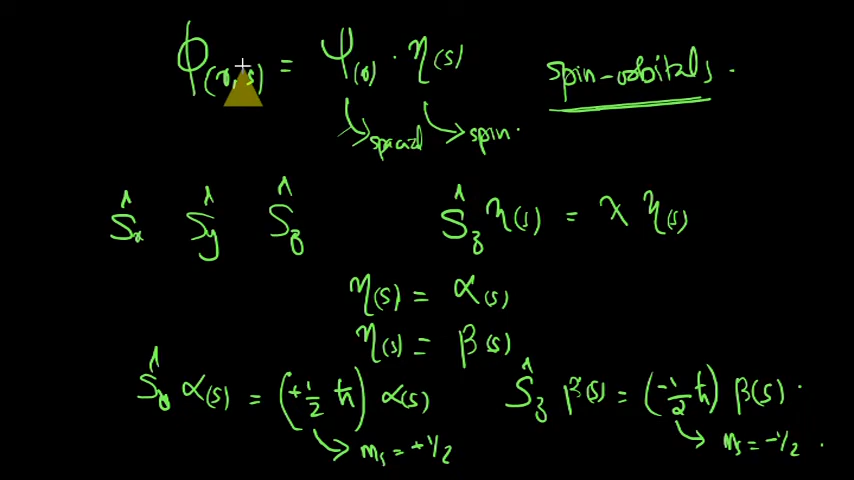 φ(r,s) = ψ(r) · η(s) spin-orbitals.
spatial spin.
Ŝx Ŝy Ŝz Ŝz η(s) = λ η(s)
η(s) = α(s)
η(s) = β(s)
Ŝz α(s) = (+1/2 ħ) α(s) Ŝz β(s) = (-1/2 ħ) β(s).
ms = +1/2 ms = -1/2.